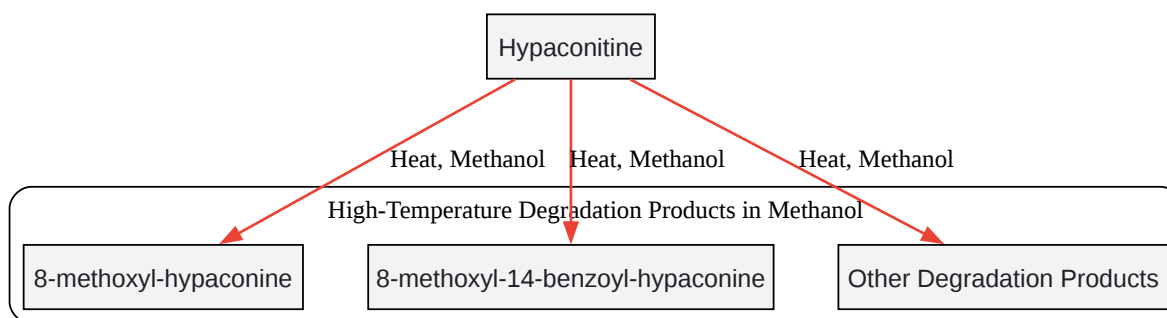 Hypaconitine
Heat, Methanol Heat, Methanol Heat, Methanol
High-Temperature Degradation Products in Methanol
8-methoxyl-hypaconine 8-methoxyl-14-benzoyl-hypaconine Other Degradation Products